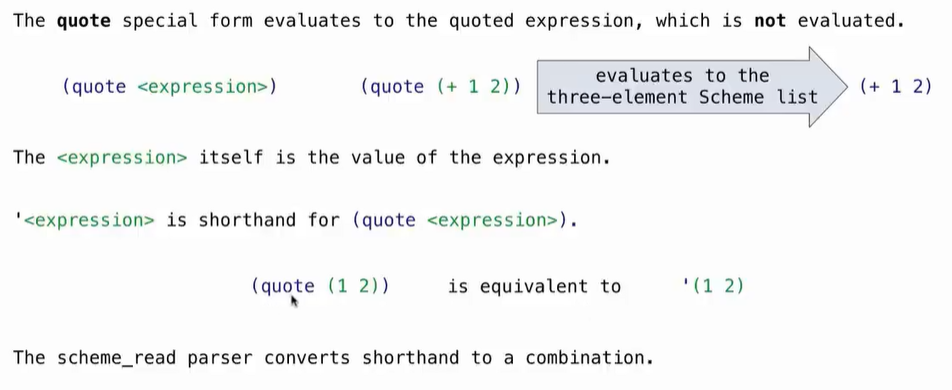 The quote special form evaluates to the quoted expression, which is not evaluated.
(quote <expression>) (quote (+ 1 2)) evaluates to the three-element Scheme list (+ 1 2)
The <expression> itself is the value of the expression.
'<expression> is shorthand for (quote <expression>).
(quote (1 2)) is equivalent to '(1 2)
The scheme_read parser converts shorthand to a combination.